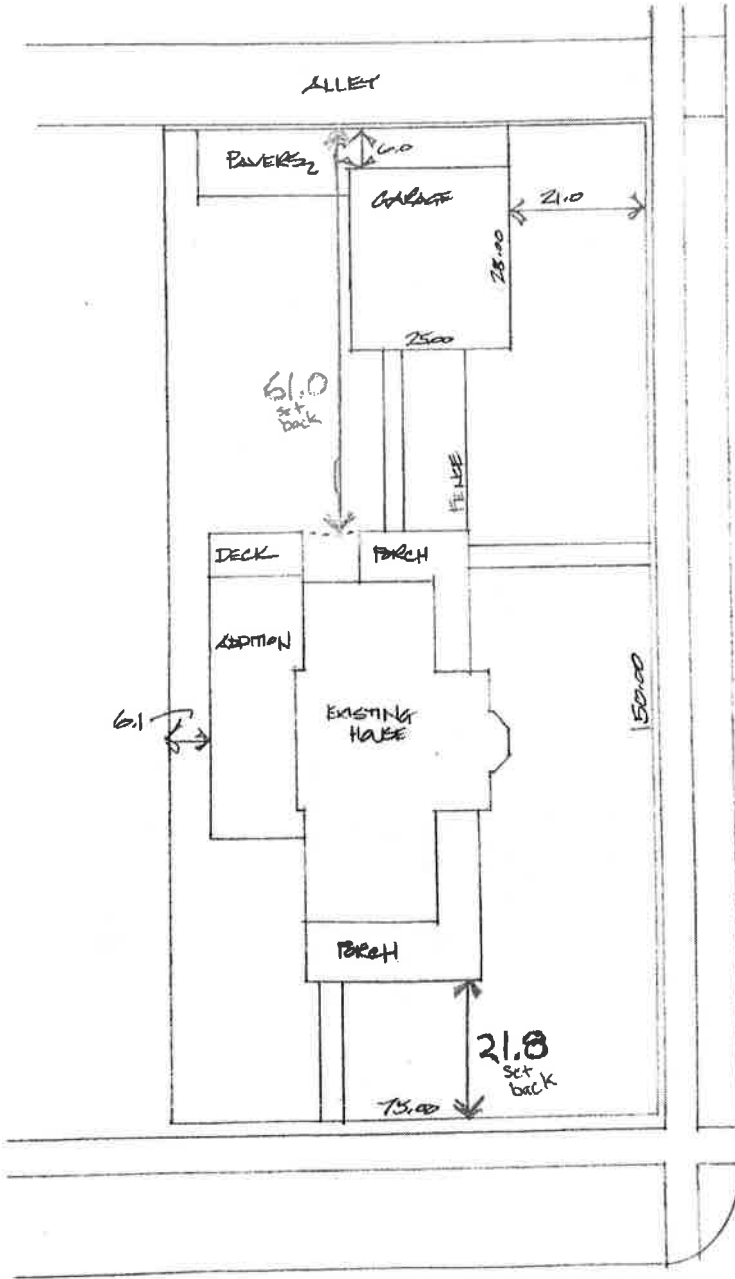 ALLEY
PAVERS
6.0
GARAGE
21.0
28.00
25.00
61.0
set
back
FENCE
DECK
PORCH
ADDITION
6.1
EXISTING
HOUSE
150.00
PORCH
21.8
set
back
75.00